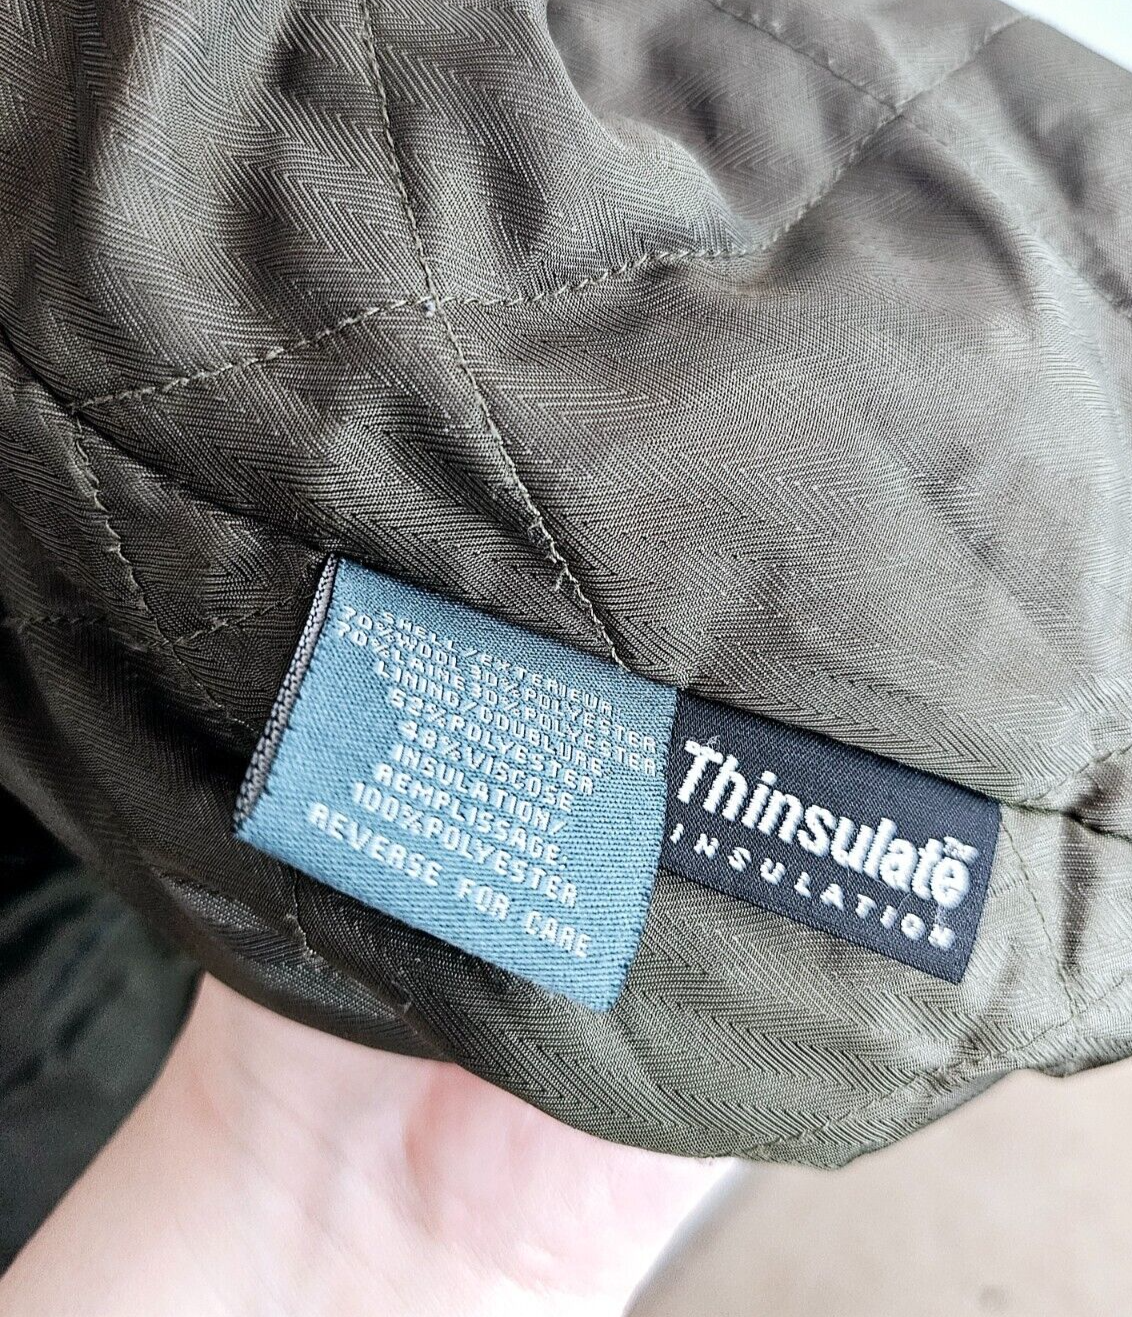 SHELL/EXTERIEUR
70%WOOL 30%POLYESTER
70%LAINE 30%POLYESTER
LINING/DOUBLURE
52%POLYESTER
48%VISCOSE
INSULATION/
REMPLISSAGE
100%POLYESTER
REVERSE FOR CARE
Thinsulate™
INSULATION